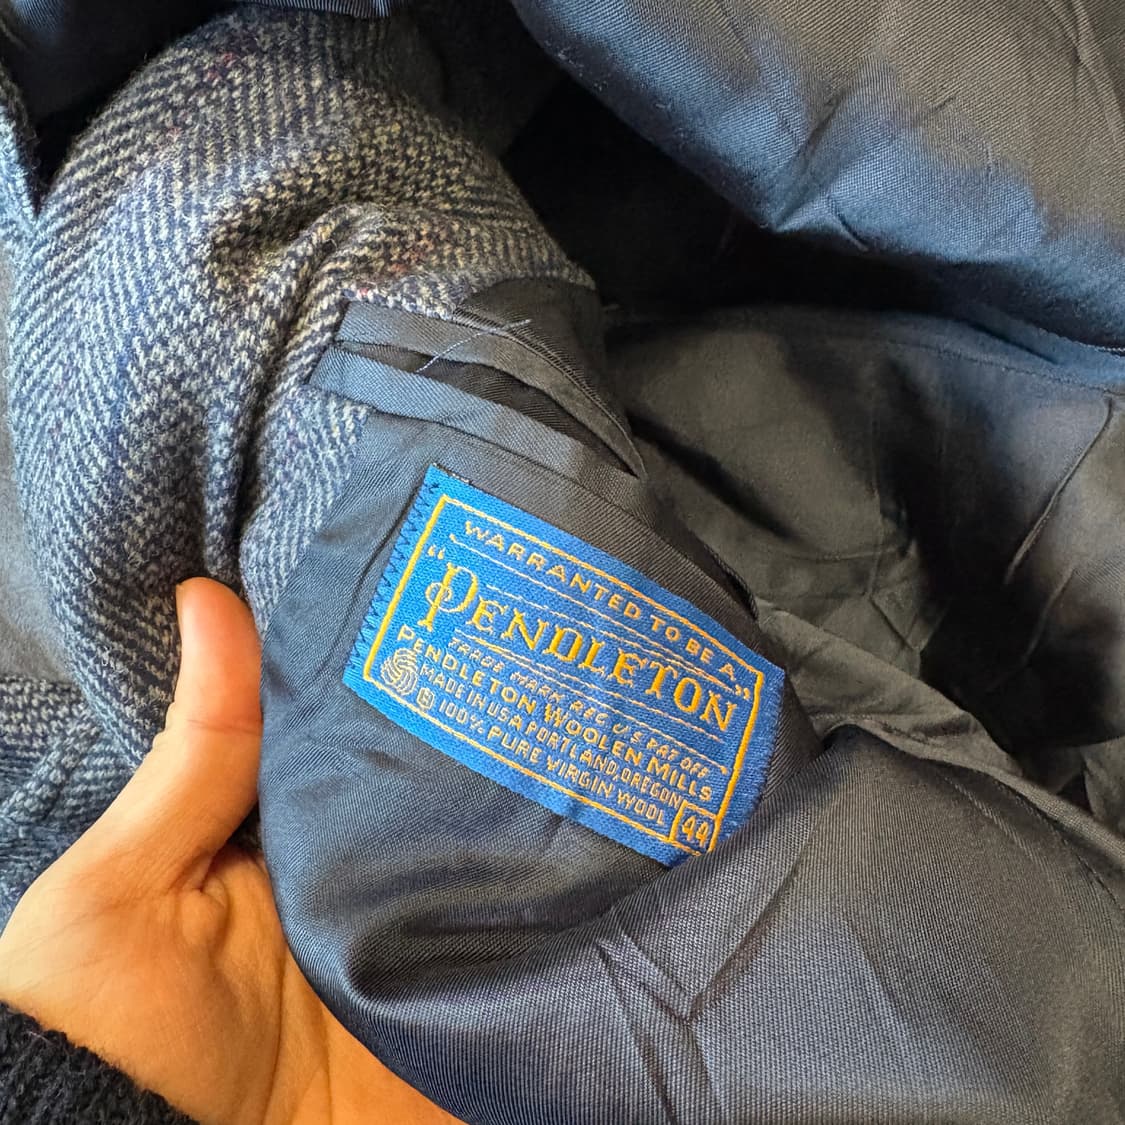 WARRANTED TO BE A
"PENDLETON"
TRADE MARK REG. U.S. PAT. OFF.
PENDLETON WOOLEN MILLS
MADE IN USA PORTLAND, OREGON
R 100% PURE VIRGIN WOOL
44